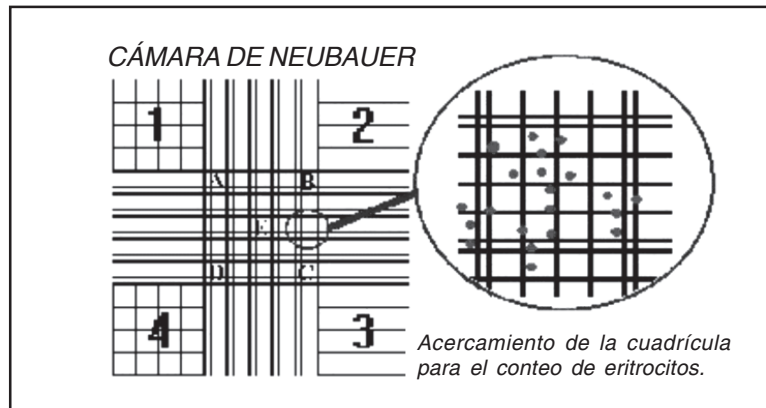 CÁMARA DE NEUBAUER
1
2
A
B
E
D
C
4
3
Acercamiento de la cuadrícula
para el conteo de eritrocitos.